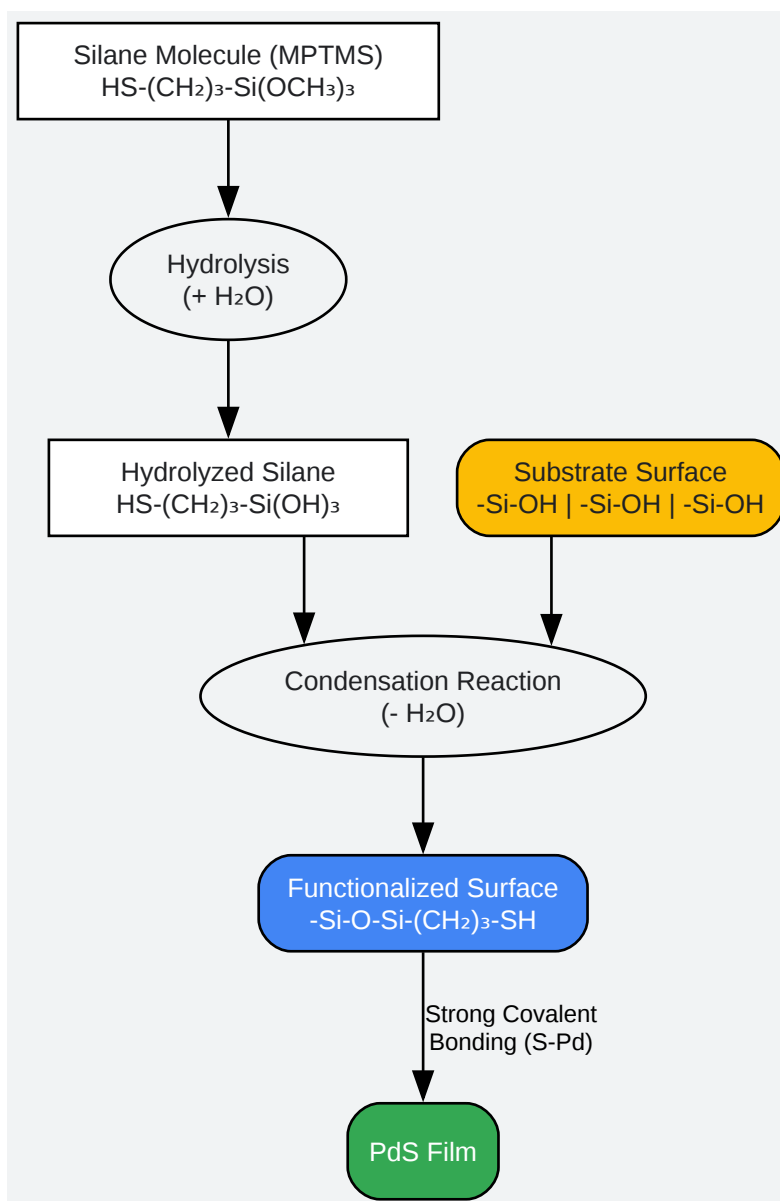 Silane Molecule (MPTMS)
HS-(CH₂)₃-Si(OCH₃)₃
Hydrolysis
(+ H₂O)
Hydrolyzed Silane
HS-(CH₂)₃-Si(OH)₃
Substrate Surface
-Si-OH | -Si-OH | -Si-OH
Condensation Reaction
(- H₂O)
Functionalized Surface
-Si-O-Si-(CH₂)₃-SH
Strong Covalent
Bonding (S-Pd)
PdS Film